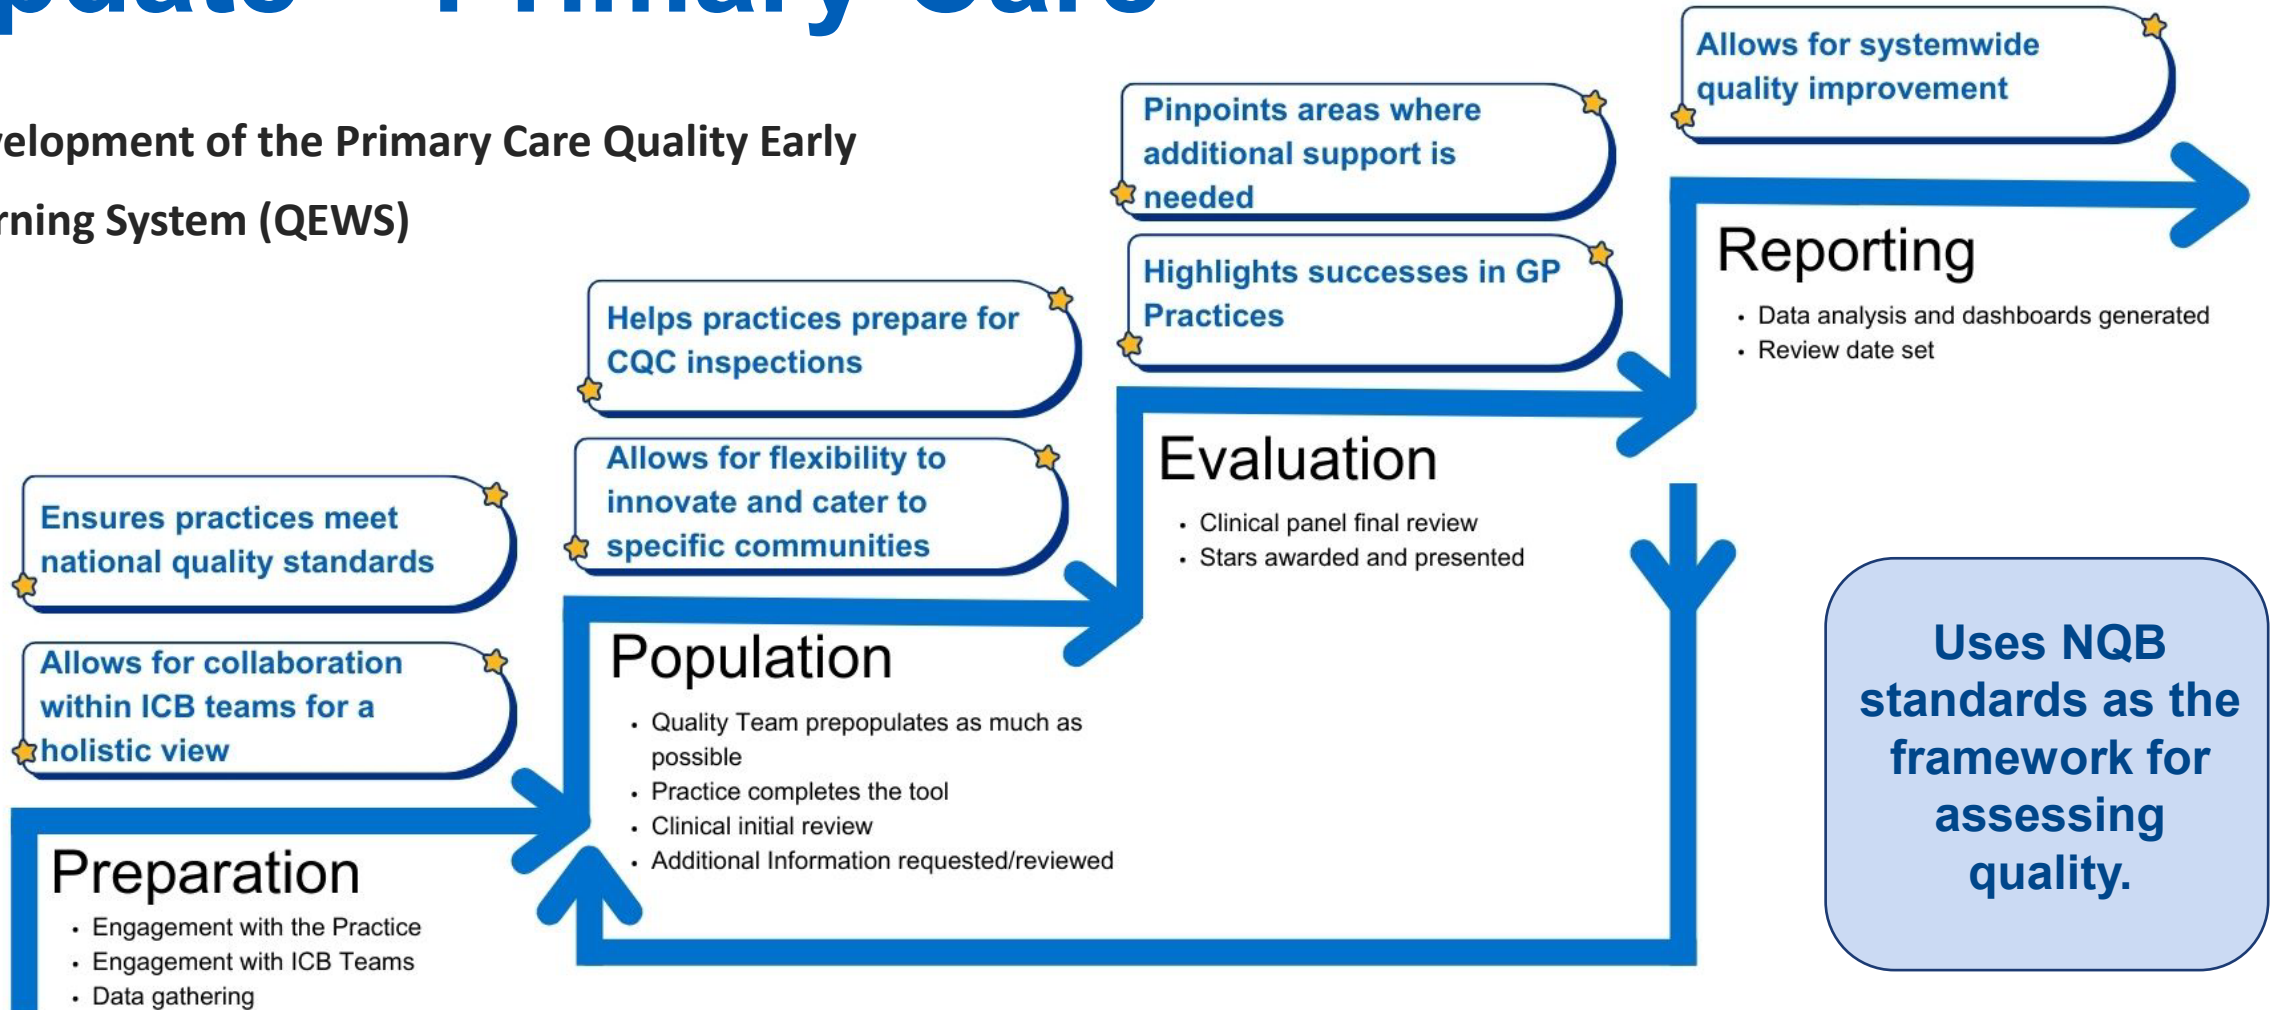 pdate - Primary Care
velopment of the Primary Care Quality Early
rning System (QEWS)
Allows for systemwide
quality improvement
Pinpoints areas where
additional support is
needed
Highlights successes in GP
Practices
Reporting
• Data analysis and dashboards generated
• Review date set
Helps practices prepare for
CQC inspections
Allows for flexibility to
innovate and cater to
specific communities
Evaluation
• Clinical panel final review
• Stars awarded and presented
Ensures practices meet
national quality standards
Allows for collaboration
within ICB teams for a
holistic view
Population
• Quality Team prepopulates as much as
possible
• Practice completes the tool
• Clinical initial review
• Additional Information requested/reviewed
Uses NQB
standards as the
framework for
assessing
quality.
Preparation
• Engagement with the Practice
• Engagement with ICB Teams
• Data gathering